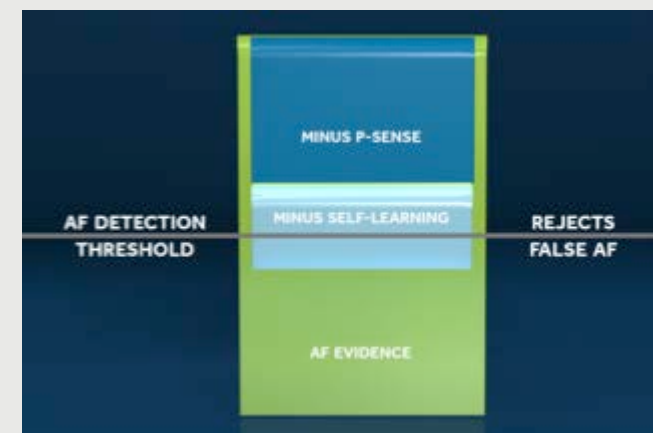 MINUS P-SENSE
MINUS SELF-LEARNING
AF DETECTION
THRESHOLD
REJECTS
FALSE AF
AF EVIDENCE